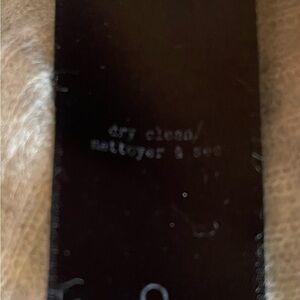 dry clean/
nettoyer à sec